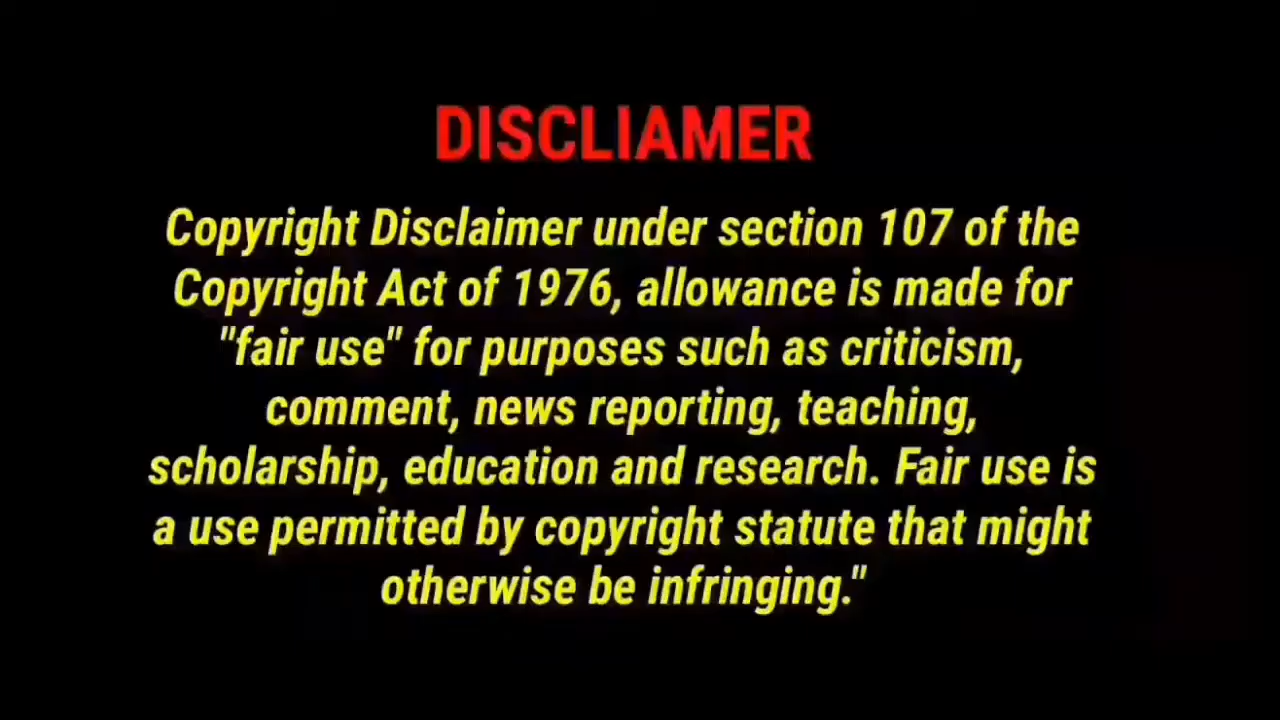 DISCLIAMER
Copyright Disclaimer under section 107 of the
Copyright Act of 1976, allowance is made for
"fair use" for purposes such as criticism,
comment, news reporting, teaching,
scholarship, education and research. Fair use is
a use permitted by copyright statute that might
otherwise be infringing."